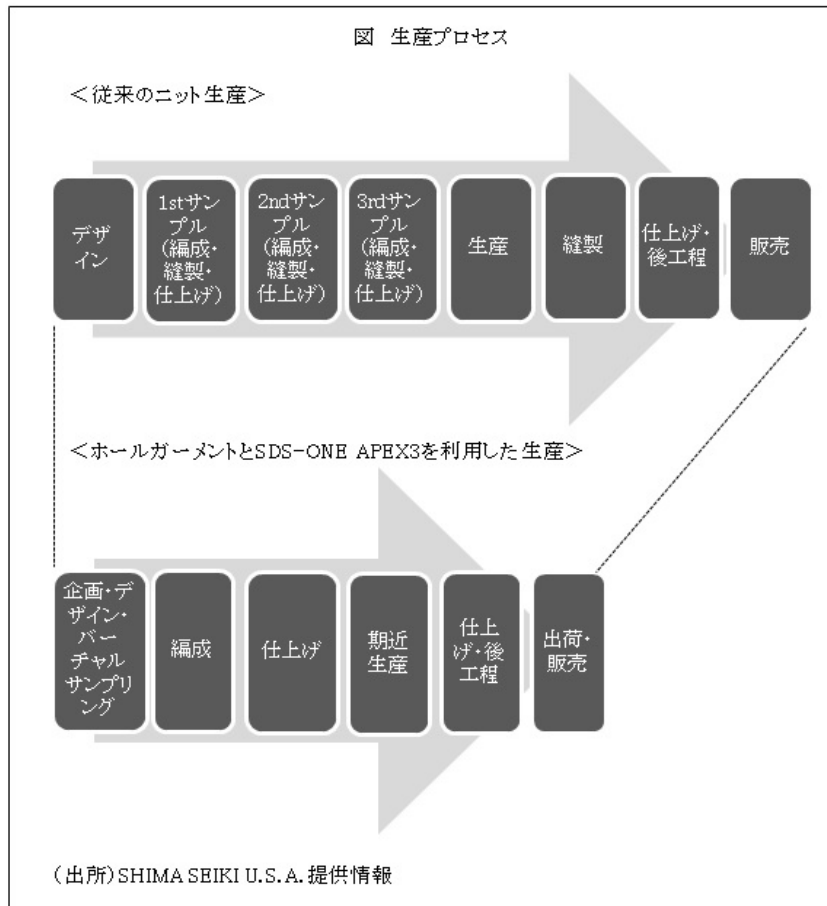 図 生産プロセス
＜従来のニット生産＞
デザ
イン
1stサン
プル
(編成・
縫製・
仕上げ)
2ndサン
プル
(編成・
縫製・
仕上げ)
3rdサン
プル
(編成・
縫製・
仕上げ)
生産
縫製
仕上げ・
後工程
販売
＜ホールガーメントとSDS-ONE APEX3を利用した生産＞
企画・デ
ザイン・
バー
チャル
サンプリ
ング
編成
仕上げ
期近
生産
仕上
げ・後
工程
出荷・
販売
(出所)SHIMA SEIKI U.S.A.提供情報